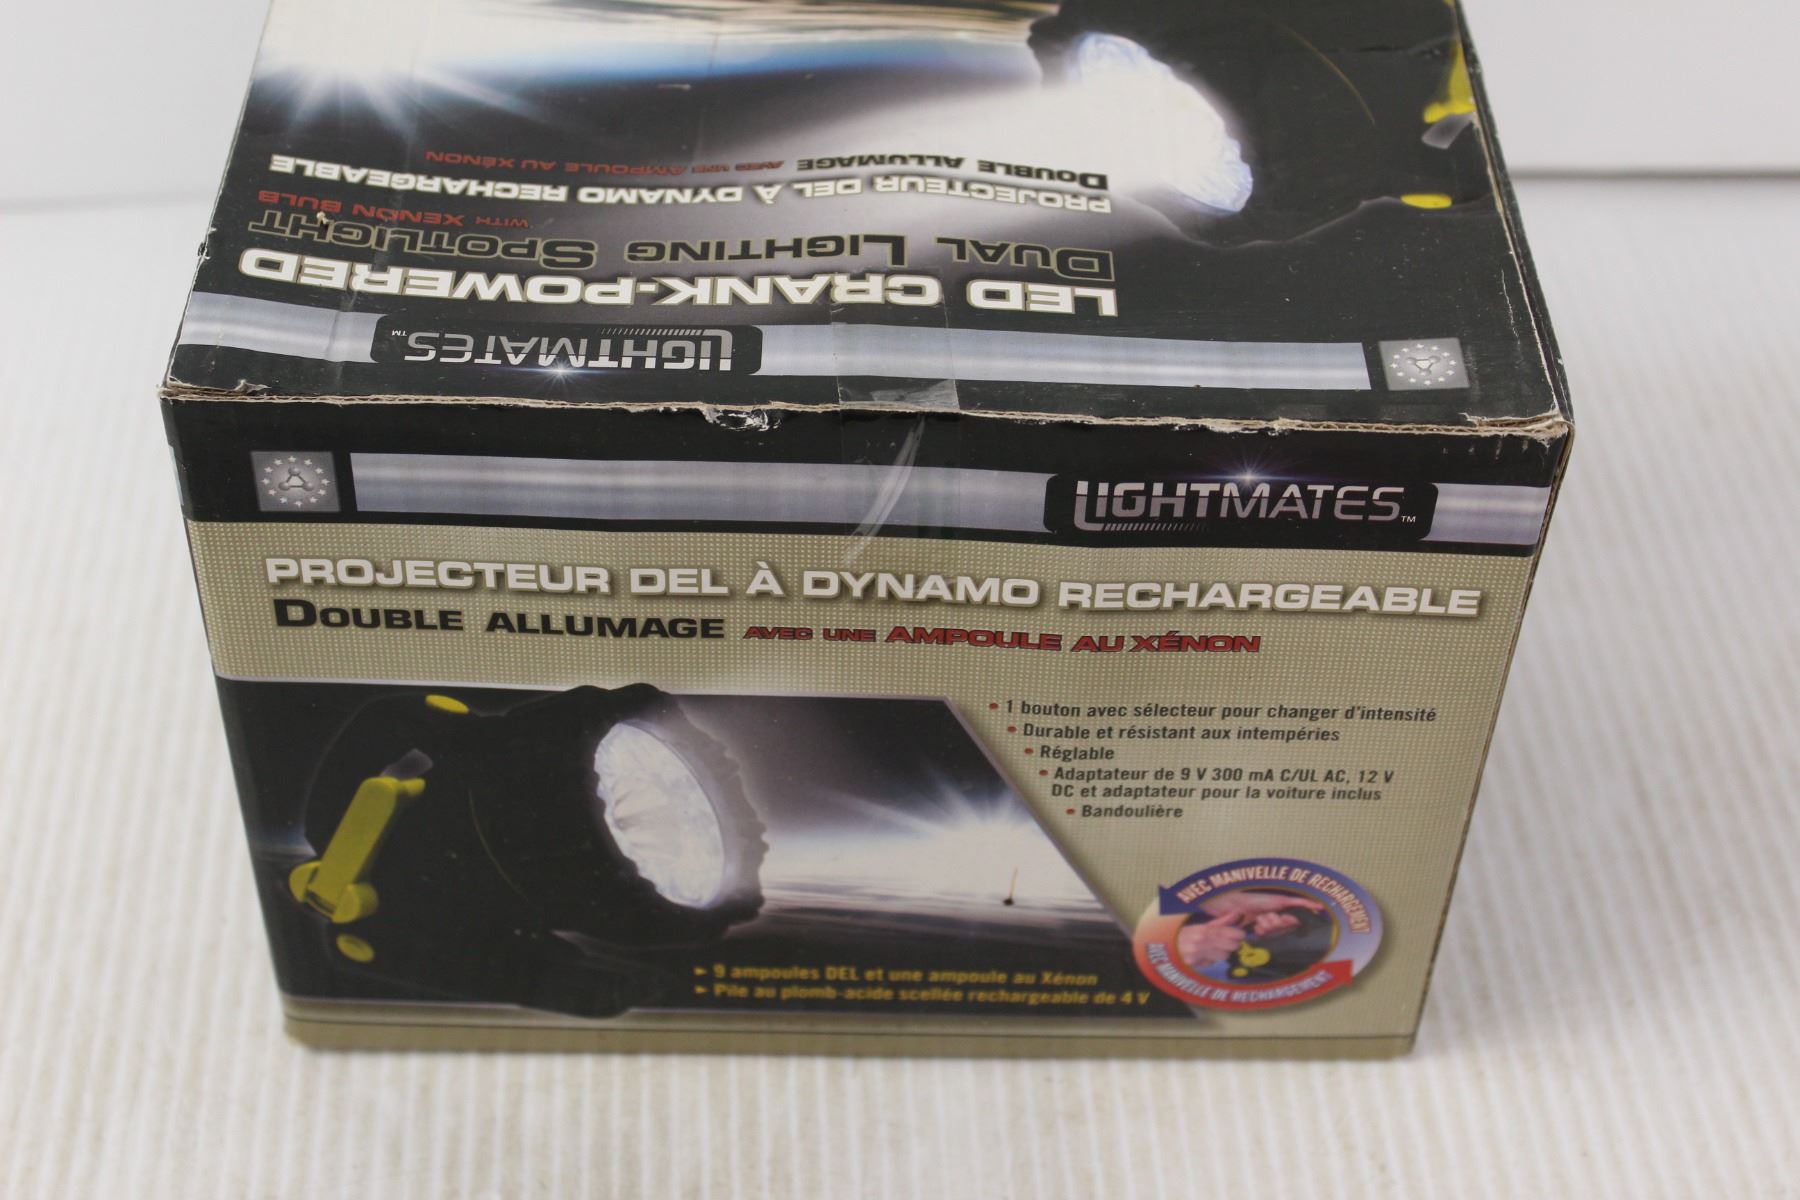 DOUBLE ALLUMAGE AVEC UNE AMPOULE AU XÉNON
PROJECTEUR DEL À DYNAMO RECHARGEABLE
DUAL LIGHTING SPOTLIGHT WITH XENON BULB
LED CRANK-POWERED
LIGHTMATES™
LIGHTMATES™
PROJECTEUR DEL À DYNAMO RECHARGEABLE
DOUBLE ALLUMAGE AVEC UNE AMPOULE AU XÉNON
• 1 bouton avec sélecteur pour changer d'intensité
• Durable et résistant aux intempéries
• Réglable
• Adaptateur de 9 V 300 mA C/UL AC, 12 V
DC et adaptateur pour la voiture inclus
• Bandoulière
AVEC MANIVELLE DE RECHARGEMENT
AVEC MANIVELLE DE RECHARGEMENT
► 9 ampoules DEL et une ampoule au Xénon
► Pile au plomb-acide scellée rechargeable de 4 V